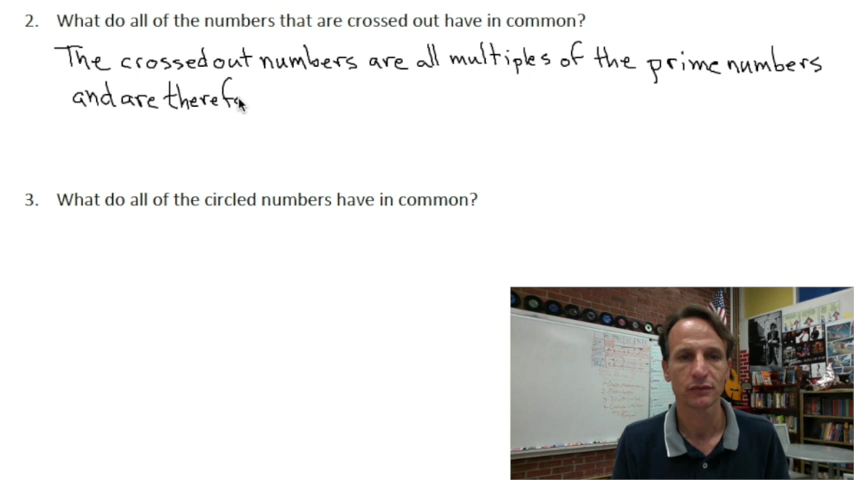 2. What do all of the numbers that are crossed out have in common?
The crossed out numbers are all multiples of the prime numbers
and are theref
3. What do all of the circled numbers have in common?